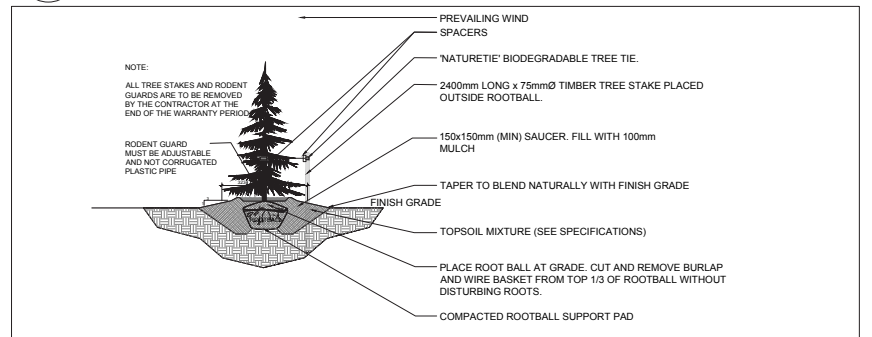 PREVAILING WIND
SPACERS
'NATURETIE' BIODEGRADABLE TREE TIE.
2400mm LONG x 75mmØ TIMBER TREE STAKE PLACED
OUTSIDE ROOTBALL.
NOTE:
ALL TREE STAKES AND RODENT
GUARDS ARE TO BE REMOVED
BY THE CONTRACTOR AT THE
END OF THE WARRANTY PERIOD
RODENT GUARD
MUST BE ADJUSTABLE
AND NOT CORRUGATED
PLASTIC PIPE
150x150mm (MIN) SAUCER. FILL WITH 100mm
MULCH
TAPER TO BLEND NATURALLY WITH FINISH GRADE
FINISH GRADE
TOPSOIL MIXTURE (SEE SPECIFICATIONS)
PLACE ROOT BALL AT GRADE. CUT AND REMOVE BURLAP
AND WIRE BASKET FROM TOP 1/3 OF ROOTBALL WITHOUT
DISTURBING ROOTS.
COMPACTED ROOTBALL SUPPORT PAD